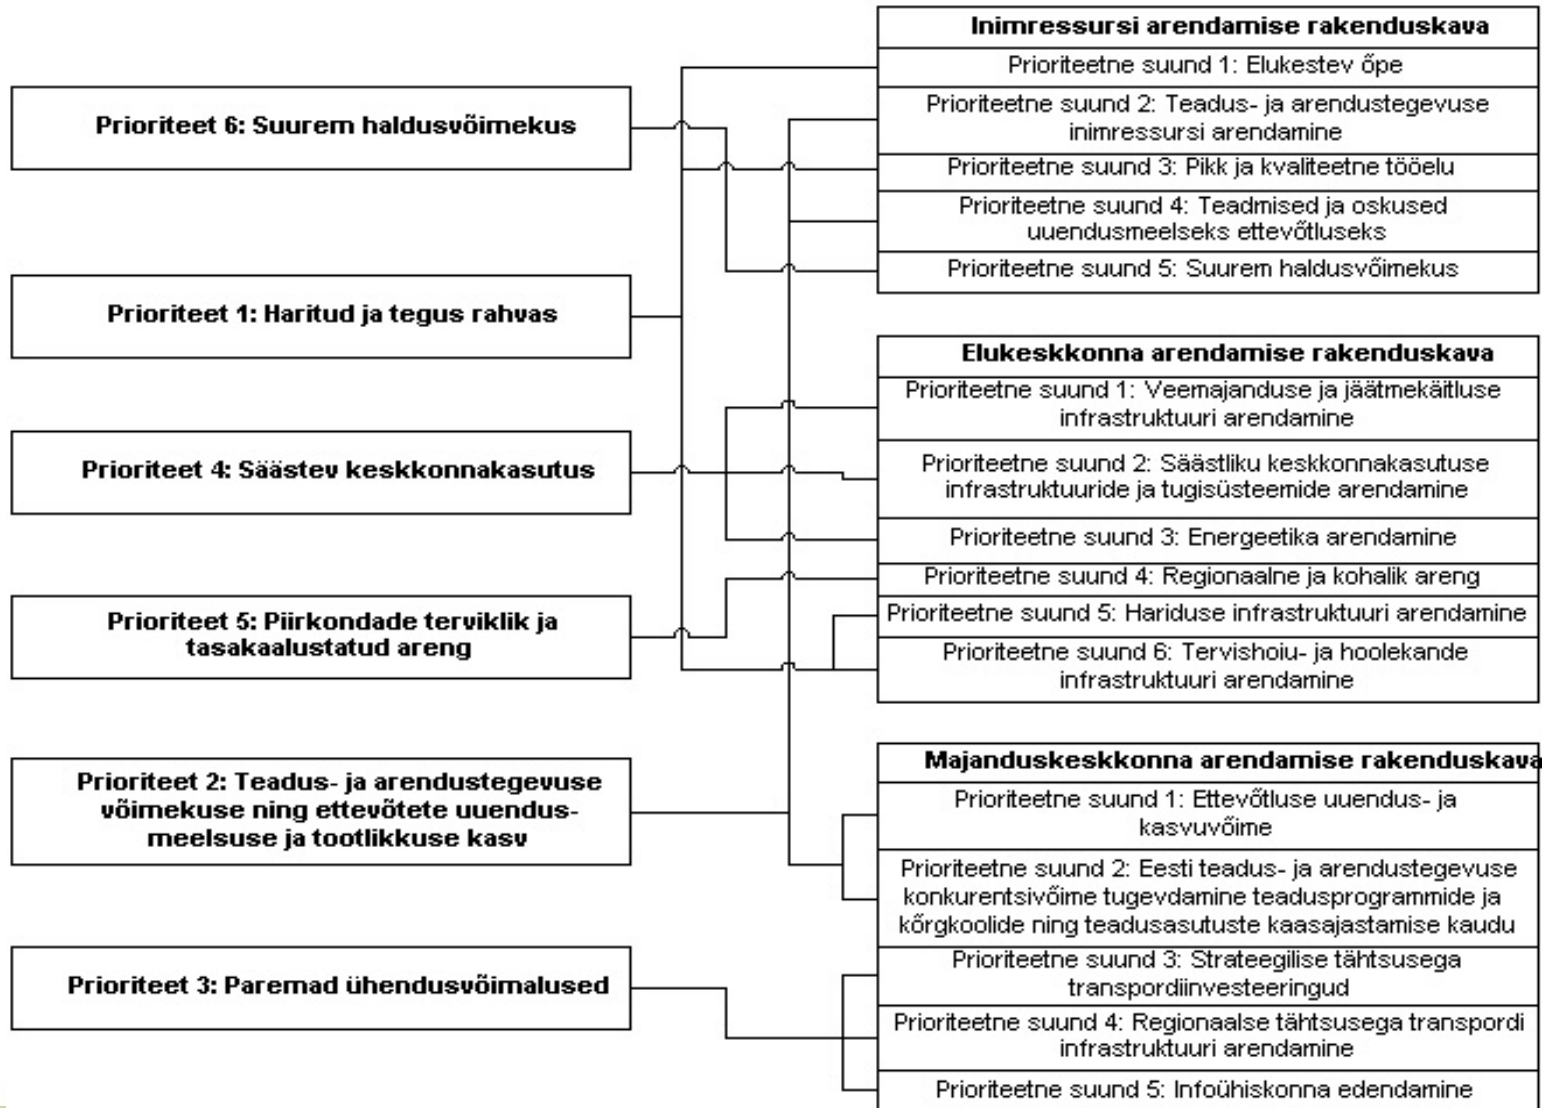 Prioriteet 6: Suurem haldusvõimekus
Prioriteet 1: Haritud ja tegus rahvas
Prioriteet 4: Säästev keskkonnakasutus
Prioriteet 5: Piirkondade terviklik ja
tasakaalustatud areng
Prioriteet 2: Teadus- ja arendustegevuse
võimekuse ning ettevõtete uuendus-
meelsuse ja tootlikkuse kasv
Prioriteet 3: Paremad ühendusvõimalused
Inimressursi arendamise rakenduskava
Prioriteetne suund 1: Elukestev õpe
Prioriteetne suund 2: Teadus- ja arendustegevuse
inimressursi arendamine
Prioriteetne suund 3: Pikk ja kvaliteetne tööelu
Prioriteetne suund 4: Teadmised ja oskused
uuendusmeelseks ettevõtluseks
Prioriteetne suund 5: Suurem haldusvõimekus
Elukeskkonna arendamise rakenduskava
Prioriteetne suund 1: Veemajanduse ja jäätmekäitluse
infrastruktuuri arendamine
Prioriteetne suund 2: Säästliku keskkonnakasutuse
infrastruktuuride ja tugisüsteemide arendamine
Prioriteetne suund 3: Energeetika arendamine
Prioriteetne suund 4: Regionaalne ja kohalik areng
Prioriteetne suund 5: Hariduse infrastruktuuri arendamine
Prioriteetne suund 6: Tervishoiu- ja hoolekande
infrastruktuuri arendamine
Majanduskeskkonna arendamise rakenduskava
Prioriteetne suund 1: Ettevõtluse uuendus- ja
kasvuvõime
Prioriteetne suund 2: Eesti teadus- ja arendustegevuse
konkurentsivõime tugevdamine teadusprogrammide ja
kõrgkoolide ning teadusasutuste kaasajastamise kaudu
Prioriteetne suund 3: Strateegilise tähtsusega
transpordiinvesteeringud
Prioriteetne suund 4: Regionaalse tähtsusega transpordi
infrastruktuuri arendamine
Prioriteetne suund 5: Infoühiskonna edendamine